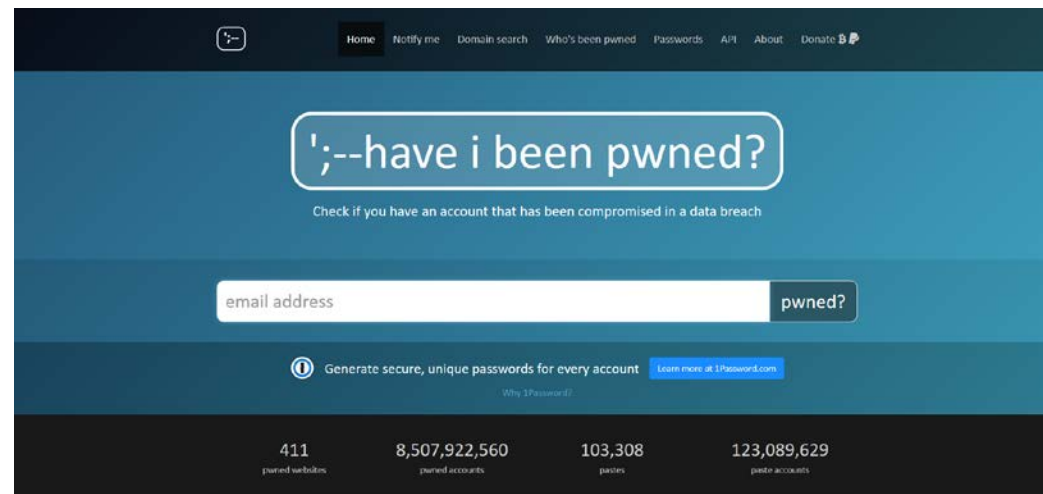 ';--
Home Notify me Domain search Who's been pwned Passwords API About Donate
';--have i been pwned?
Check if you have an account that has been compromised in a data breach
email address pwned?
Generate secure, unique passwords for every account Learn more at 1Password.com
Why 1Password?
411 8,507,922,560 103,308 123,089,629
pwned websites pwned accounts pastes paste accounts